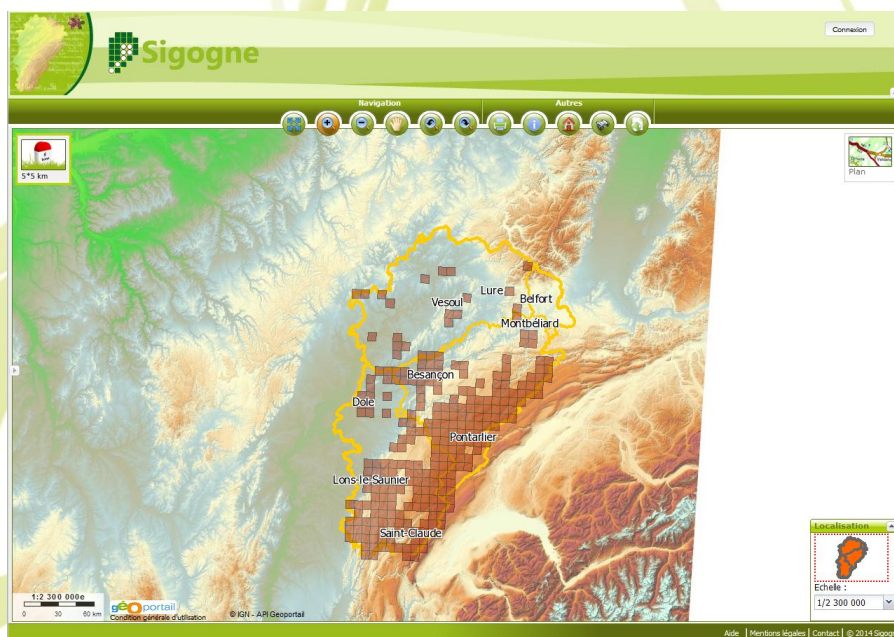 Sigogne
Connexion
Navigation
Autres
5*5 km
Plan
Lure
Vesoul
Belfort
Montbéliard
Besançon
Dole
Pontarlier
Lons-le-Saunier
Saint-Claude
Localisation
Echelle :
1/2 300 000
1:2 300 000e
0 30 60 km
géoportail
Condition générale d'utilisation
© IGN - API Geoportail
Aide | Mentions légales | Contact | © 2014 Sigogn